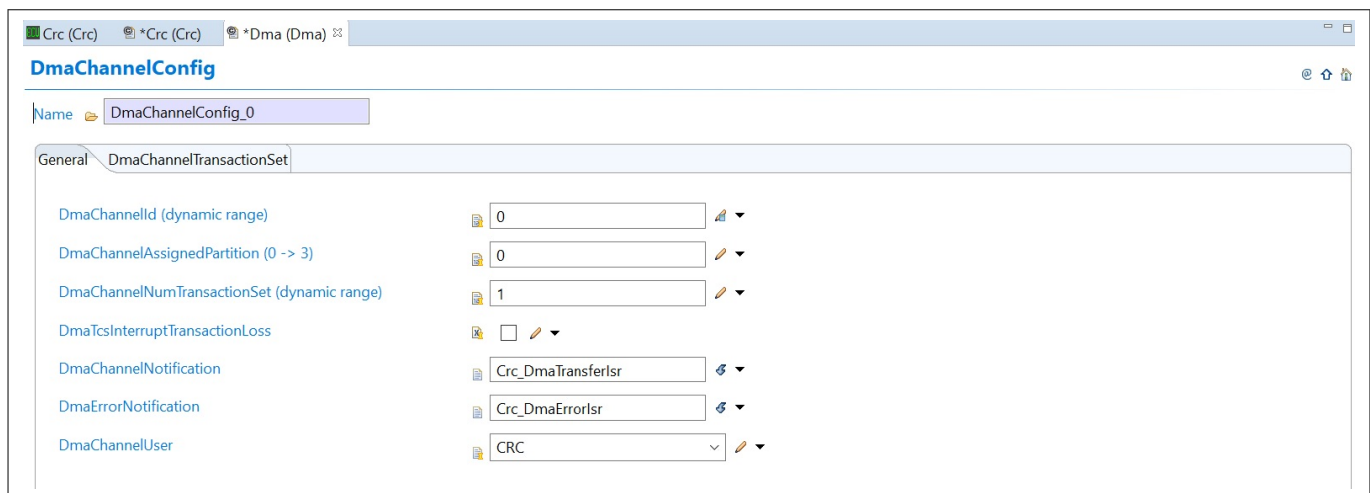 Crc (Crc) *Crc (Crc) *Dma (Dma)
DmaChannelConfig
Name DmaChannelConfig_0
General DmaChannelTransactionSet
DmaChannelId (dynamic range) 0
DmaChannelAssignedPartition (0 -> 3) 0
DmaChannelNumTransactionSet (dynamic range) 1
DmaTcsInterruptTransactionLoss
DmaChannelNotification Crc_DmaTransferIsr
DmaErrorNotification Crc_DmaErrorIsr
DmaChannelUser CRC